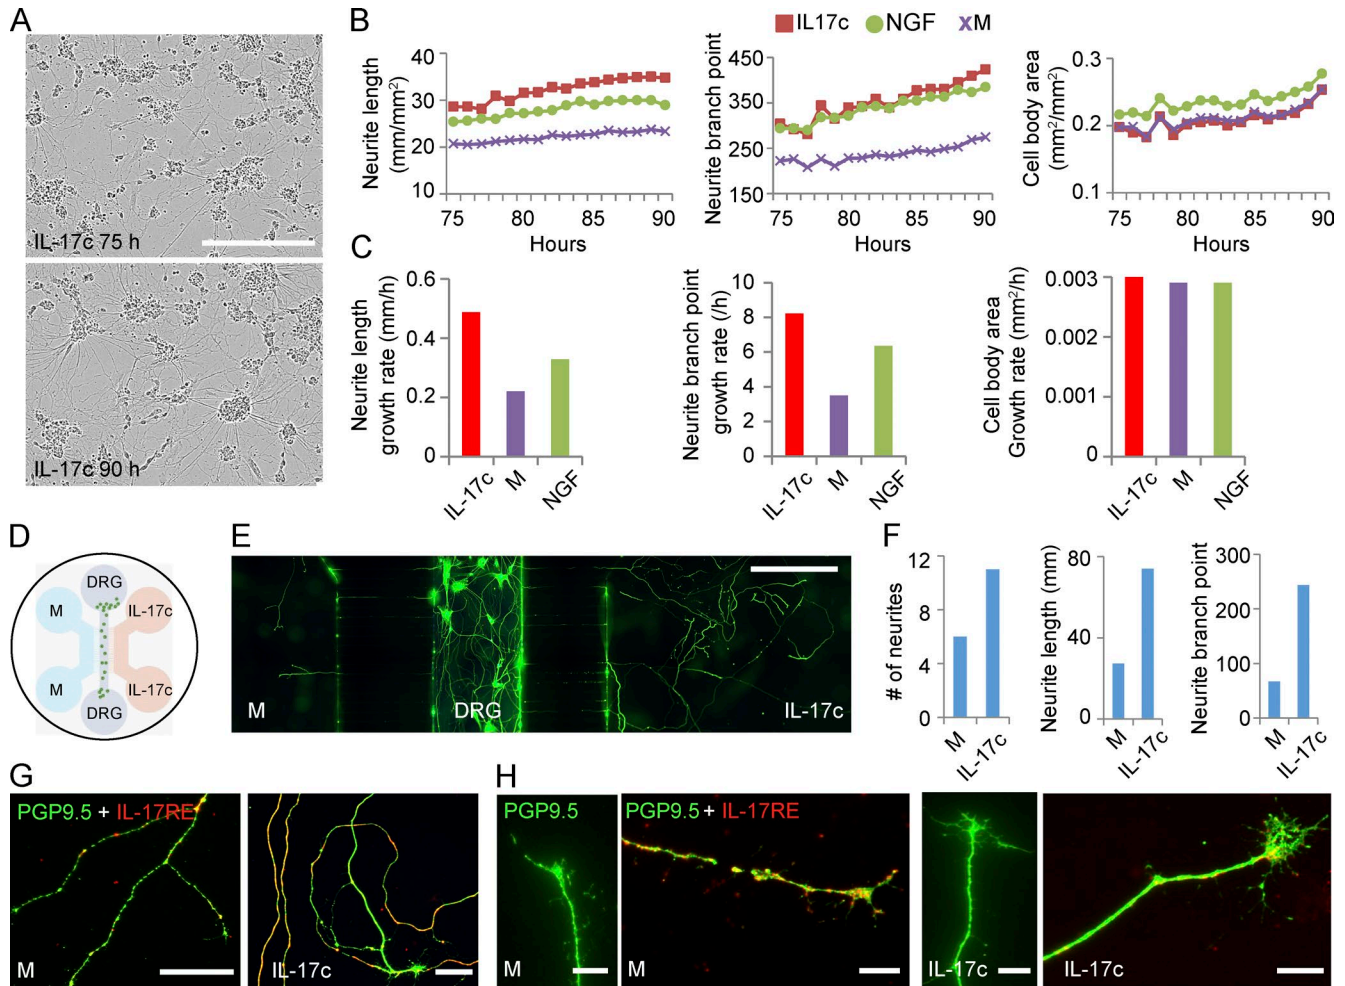 A
IL-17c 75 h
IL-17c 90 h
B
IL17c NGF M
Neurite length
(mm/mm²)
40
30
20
10
75 80 85 90
Hours
Neurite branch point
450
350
250
150
75 80 85 90
Hours
Cell body area
(mm²/mm²)
0.3
0.2
0.1
75 80 85 90
Hours
C
Neurite length
growth rate (mm/h)
0.6
0.4
0.2
0
IL-17c M NGF
Neurite branch point
growth rate (/h)
10
8
6
4
2
0
IL-17c M NGF
Cell body area
Growth rate (mm²/h)
0.003
0.002
0.001
0
IL-17c M NGF
D
DRG
M IL-17c
M IL-17c
DRG
E
M DRG IL-17c
F
# of neurites
12
8
4
0
M IL-17c
Neurite length (mm)
80
40
0
M IL-17c
Neurite branch point
300
200
100
0
M IL-17c
G
PGP9.5 + IL-17RE
M
IL-17c
H
PGP9.5
M
PGP9.5 + IL-17RE
M
IL-17c
IL-17c